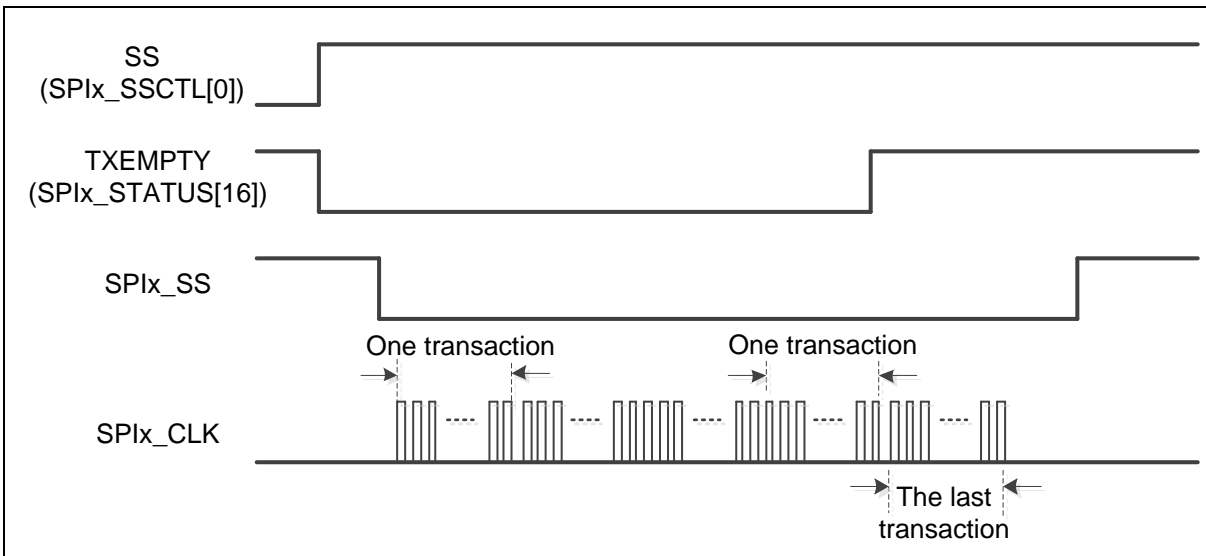 SS
(SPIx_SSCTL[0])
TXEMPTY
(SPIx_STATUS[16])
SPIx_SS
One transaction
One transaction
SPIx_CLK
The last
transaction